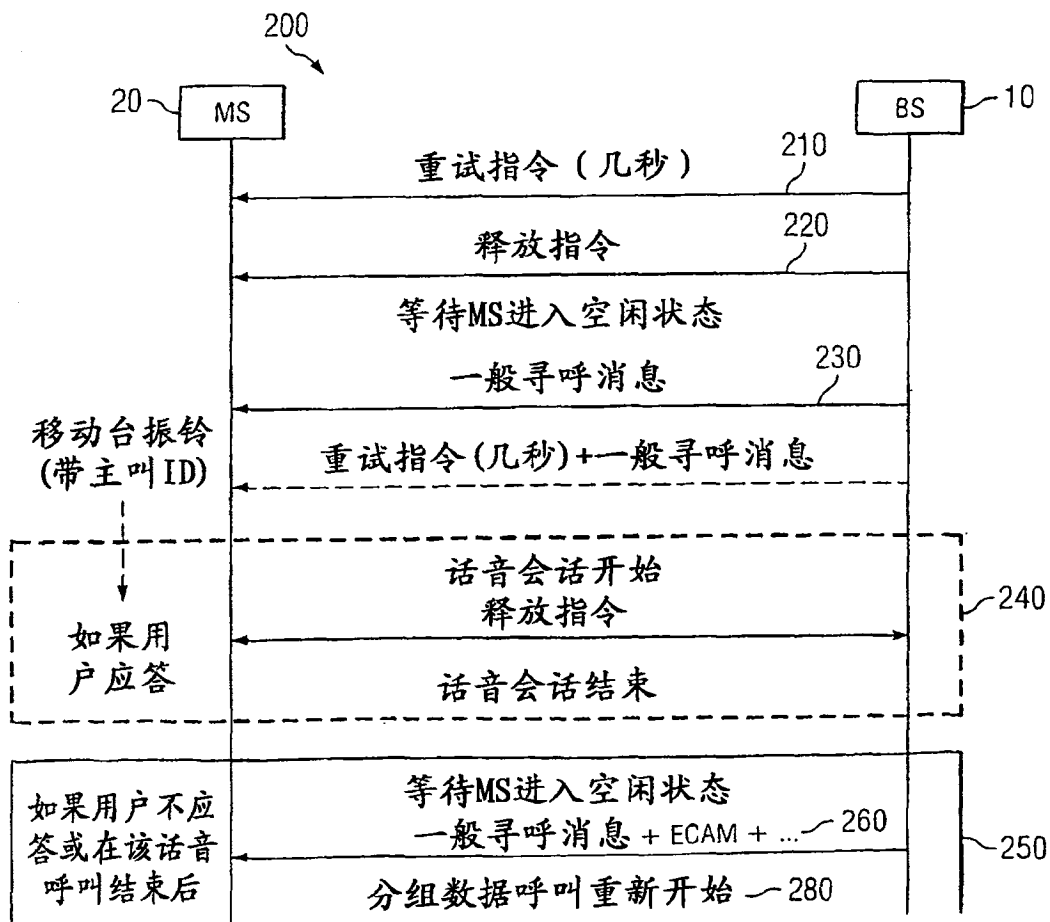 200
20
MS
BS
10
重试指令 (几秒)
210
释放指令
220
等待MS进入空闲状态
一般寻呼消息
230
移动台振铃
(带主叫ID)
重试指令(几秒)+一般寻呼消息
话音会话开始
释放指令
240
如果用
户应答
话音会话结束
如果用户不应
答或在该话音
呼叫结束后
等待MS进入空闲状态
一般寻呼消息 + ECAM + ...
260
250
分组数据呼叫重新开始
280